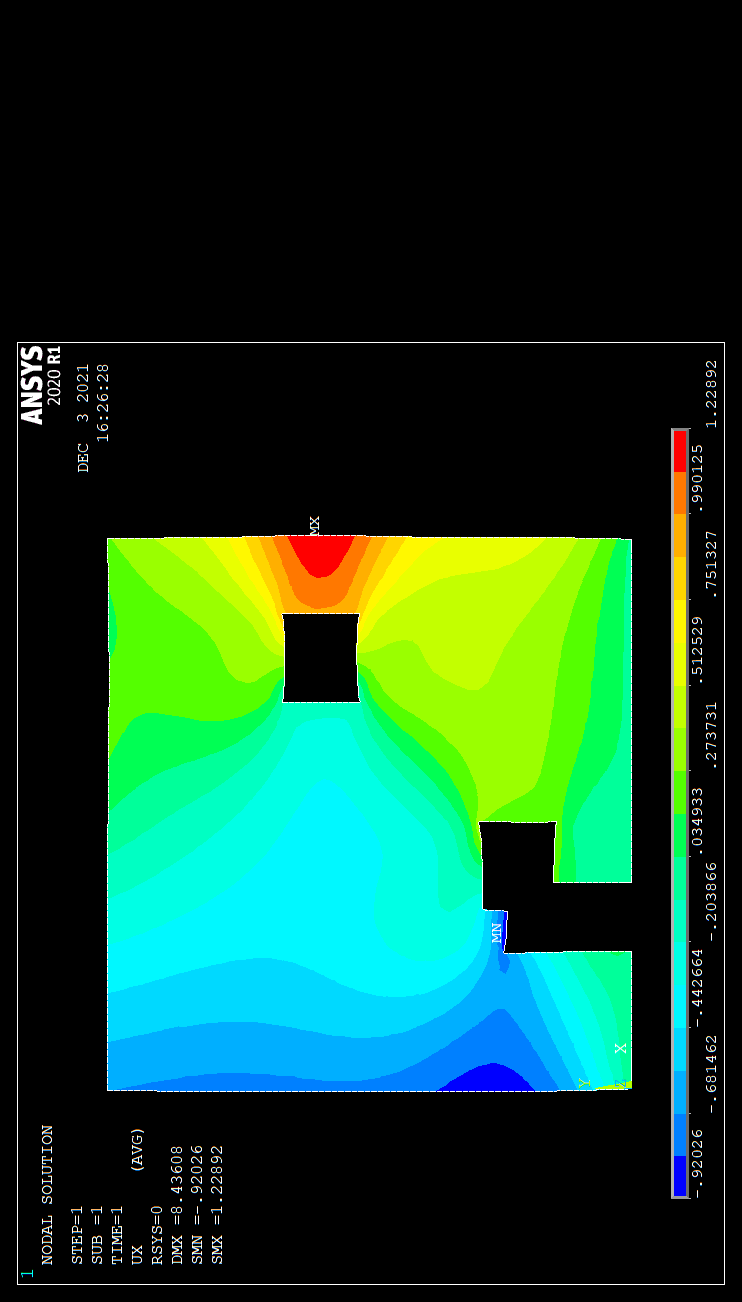 1
NODAL SOLUTION
STEP=1
SUB =1
TIME=1
UX (AVG)
RSYS=0
DMX =8.43608
SMN =-.92026
SMX =1.22892
ANSYS
2020 R1
DEC 3 2021
16:26:28
MX
MN
Y
Z X
-.92026
-.681462
-.442664
-.203866
.034933
.273731
.512529
.751327
.990125
1.22892